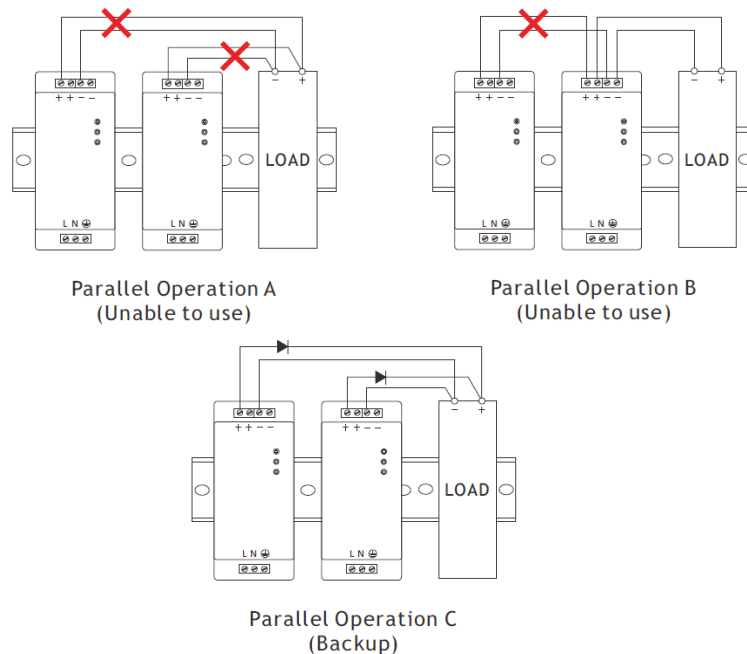 + + − −
+ + − −
− +
LOAD
L N
L N
Parallel Operation A
(Unable to use)
+ + − −
+ + − −
− +
LOAD
L N
L N
Parallel Operation B
(Unable to use)
+ + − −
+ + − −
− +
LOAD
L N
L N
Parallel Operation C
(Backup)